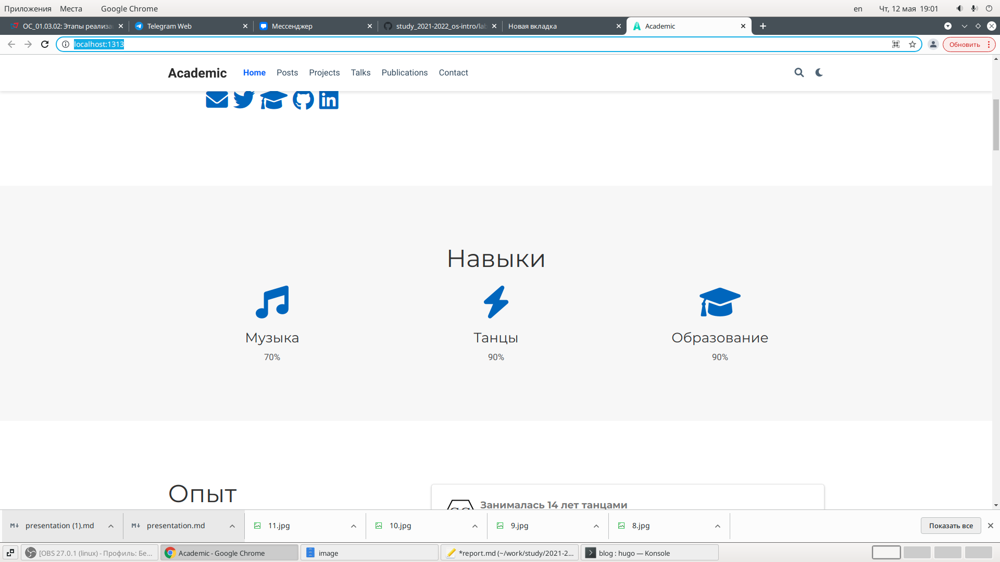 Приложения Места Google Chrome en Чт, 12 мая 19:01
ОС_01.03.02: Этапы реализа Telegram Web Мессенджер study_2021-2022_os-intro/lab Новая вкладка Academic
localhost:1313 Обновить
Academic Home Posts Projects Talks Publications Contact
Навыки
Музыка Танцы Образование
70% 90% 90%
Опыт
Занималась 14 лет танцами
presentation (1).md presentation.md 11.jpg 10.jpg 9.jpg 8.jpg Показать все
[OBS 27.0.1 (linux) - Профиль: Бе... Academic - Google Chrome image *report.md (~/work/study/2021-2... blog : hugo — Konsole